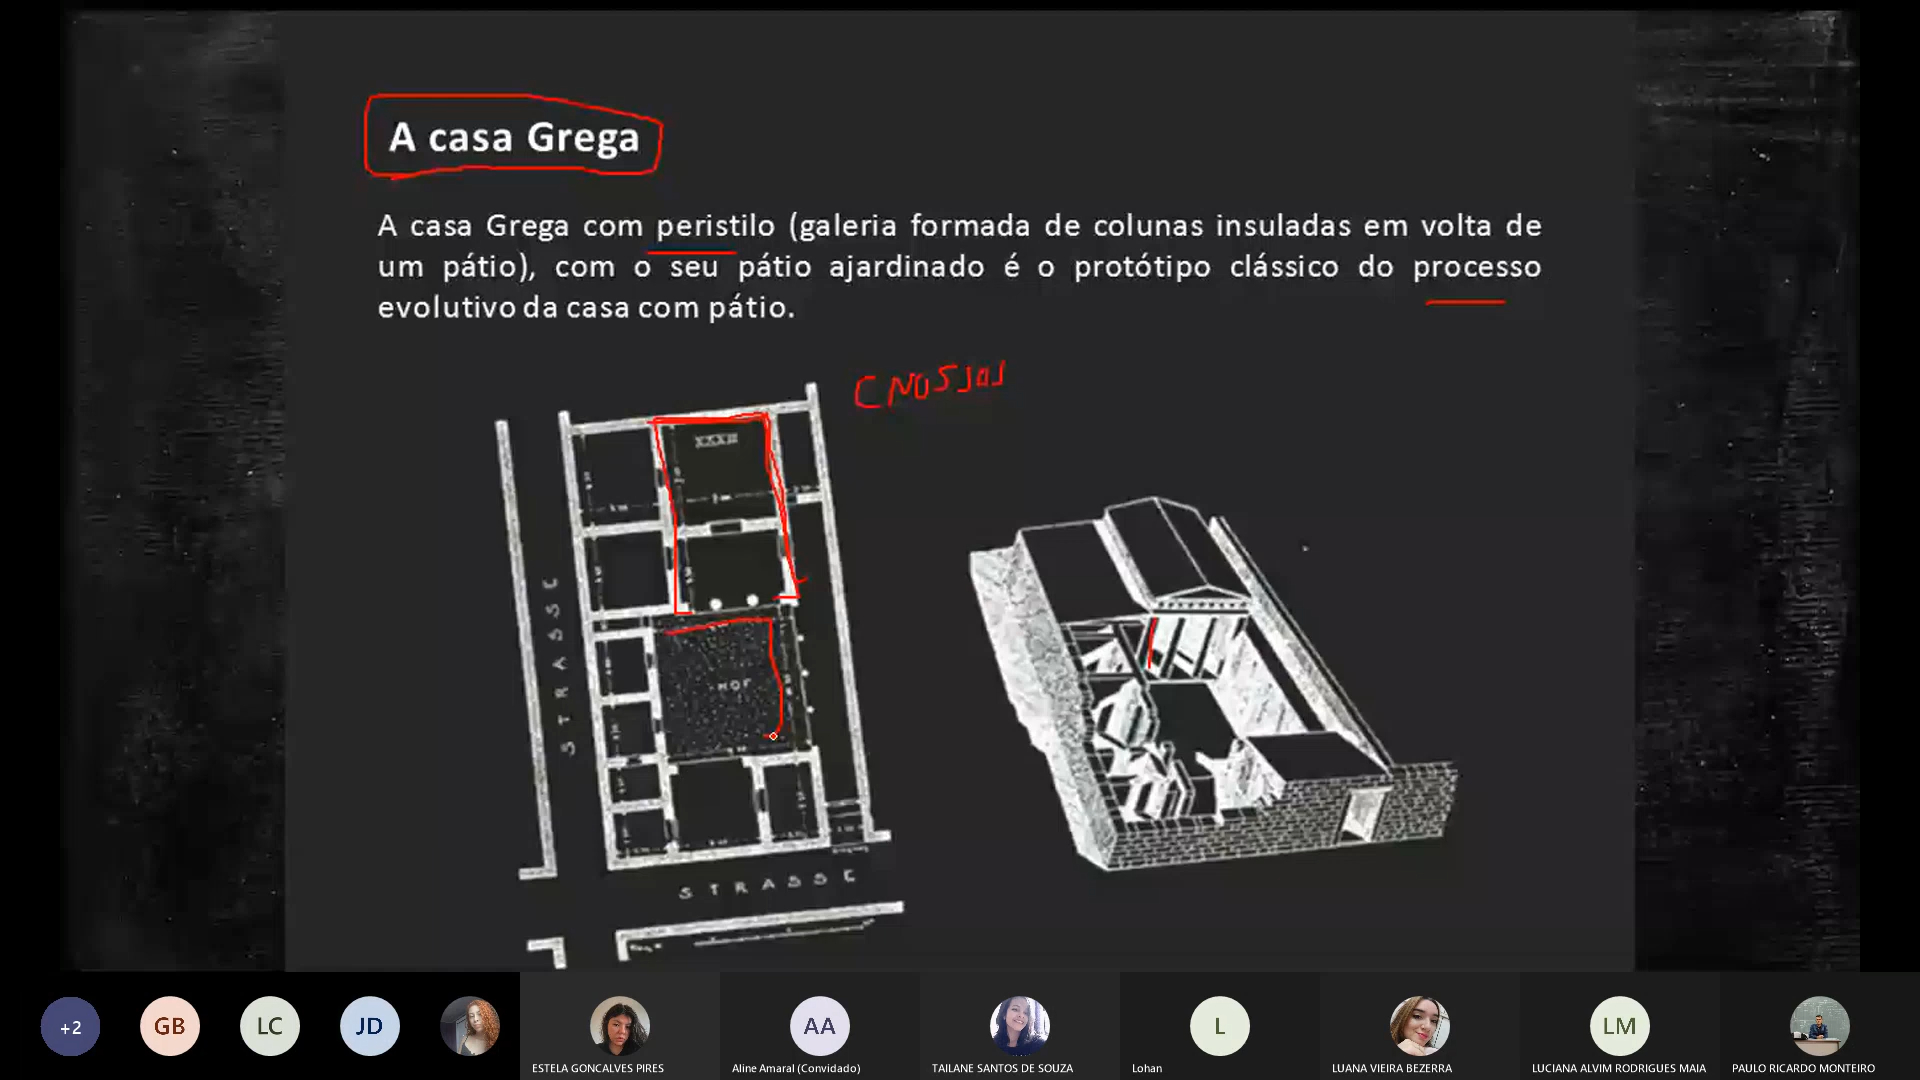 A casa Grega
A casa Grega com peristilo (galeria formada de colunas insuladas em volta de
um pátio), com o seu pátio ajardinado é o protótipo clássico do processo
evolutivo da casa com pátio.
CNOSSOS
XXXIII
STRASSE
HOF
STRASSE
+2
GB
LC
JD
AA
L
LM
ESTELA GONCALVES PIRES
Aline Amaral (Convidado)
TAILANE SANTOS DE SOUZA
Lohan
LUANA VIEIRA BEZERRA
LUCIANA ALVIM RODRIGUES MAIA
PAULO RICARDO MONTEIRO